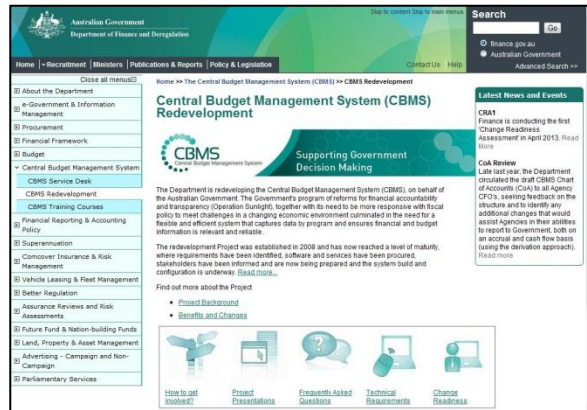 Australian Government
Department of Finance and Deregulation
Skip to content Skip to main menus
Search
Go
finance.gov.au
Australian Government
Advanced Search >>
Home
Recruitment
Ministers
Publications & Reports
Policy & Legislation
Contact Us
Help
Close all menus
About the Department
e-Government & Information
Management
Procurement
Financial Framework
Budget
Central Budget Management System
CBMS Service Desk
CBMS Redevelopment
CBMS Training Courses
Financial Reporting & Accounting
Policy
Superannuation
Comcover Insurance & Risk
Management
Vehicle Leasing & Fleet Management
Better Regulation
Assurance Reviews and Risk
Assessments
Future Fund & Nation-building Funds
Land, Property & Asset Management
Advertising - Campaign and Non-
Campaign
Parliamentary Services
Home >> The Central Budget Management System (CBMS) >> CBMS Redevelopment
Central Budget Management System (CBMS)
Redevelopment
CBMS
Central Budget Management System
Supporting Government
Decision Making
The Department is redeveloping the Central Budget Management System (CBMS), on behalf of
the Australian Government. The Government's program of reforms for financial accountability
and transparency (Operation Sunlight), together with its need to be more responsive with fiscal
policy to meet challenges in a changing economic environment culminated in the need for a
flexible and efficient system that captures data by program and ensures financial and budget
information is relevant and reliable.
The redevelopment Project was established in 2008 and has now reached a level of maturity,
where requirements have been identified, software and services have been procured,
stakeholders have been informed and are now being prepared and the system build and
configuration is underway. Read more...
Find out more about the Project
Project Background
Benefits and Changes
How to get
involved?
Project
Presentations
Frequently Asked
Questions
Technical
Requirements
Change
Readiness
Latest News and Events
CRA1
Finance is conducting the first
'Change Readiness
Assessment' in April 2013. Read
More
CoA Review
Late last year, the Department
circulated the draft CBMS Chart
of Accounts (CoA) to all Agency
CFO's, seeking feedback on the
structure and to identify any
additional changes that would
assist Agencies in their abilities
to report to Government, both on
an accrual and cash flow basis
(using the derivation approach).
Read more